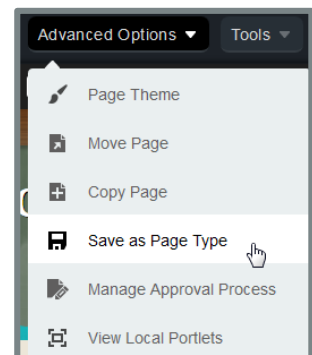 Advanced Options Tools
Page Theme
Move Page
Copy Page
Save as Page Type
Manage Approval Process
View Local Portlets